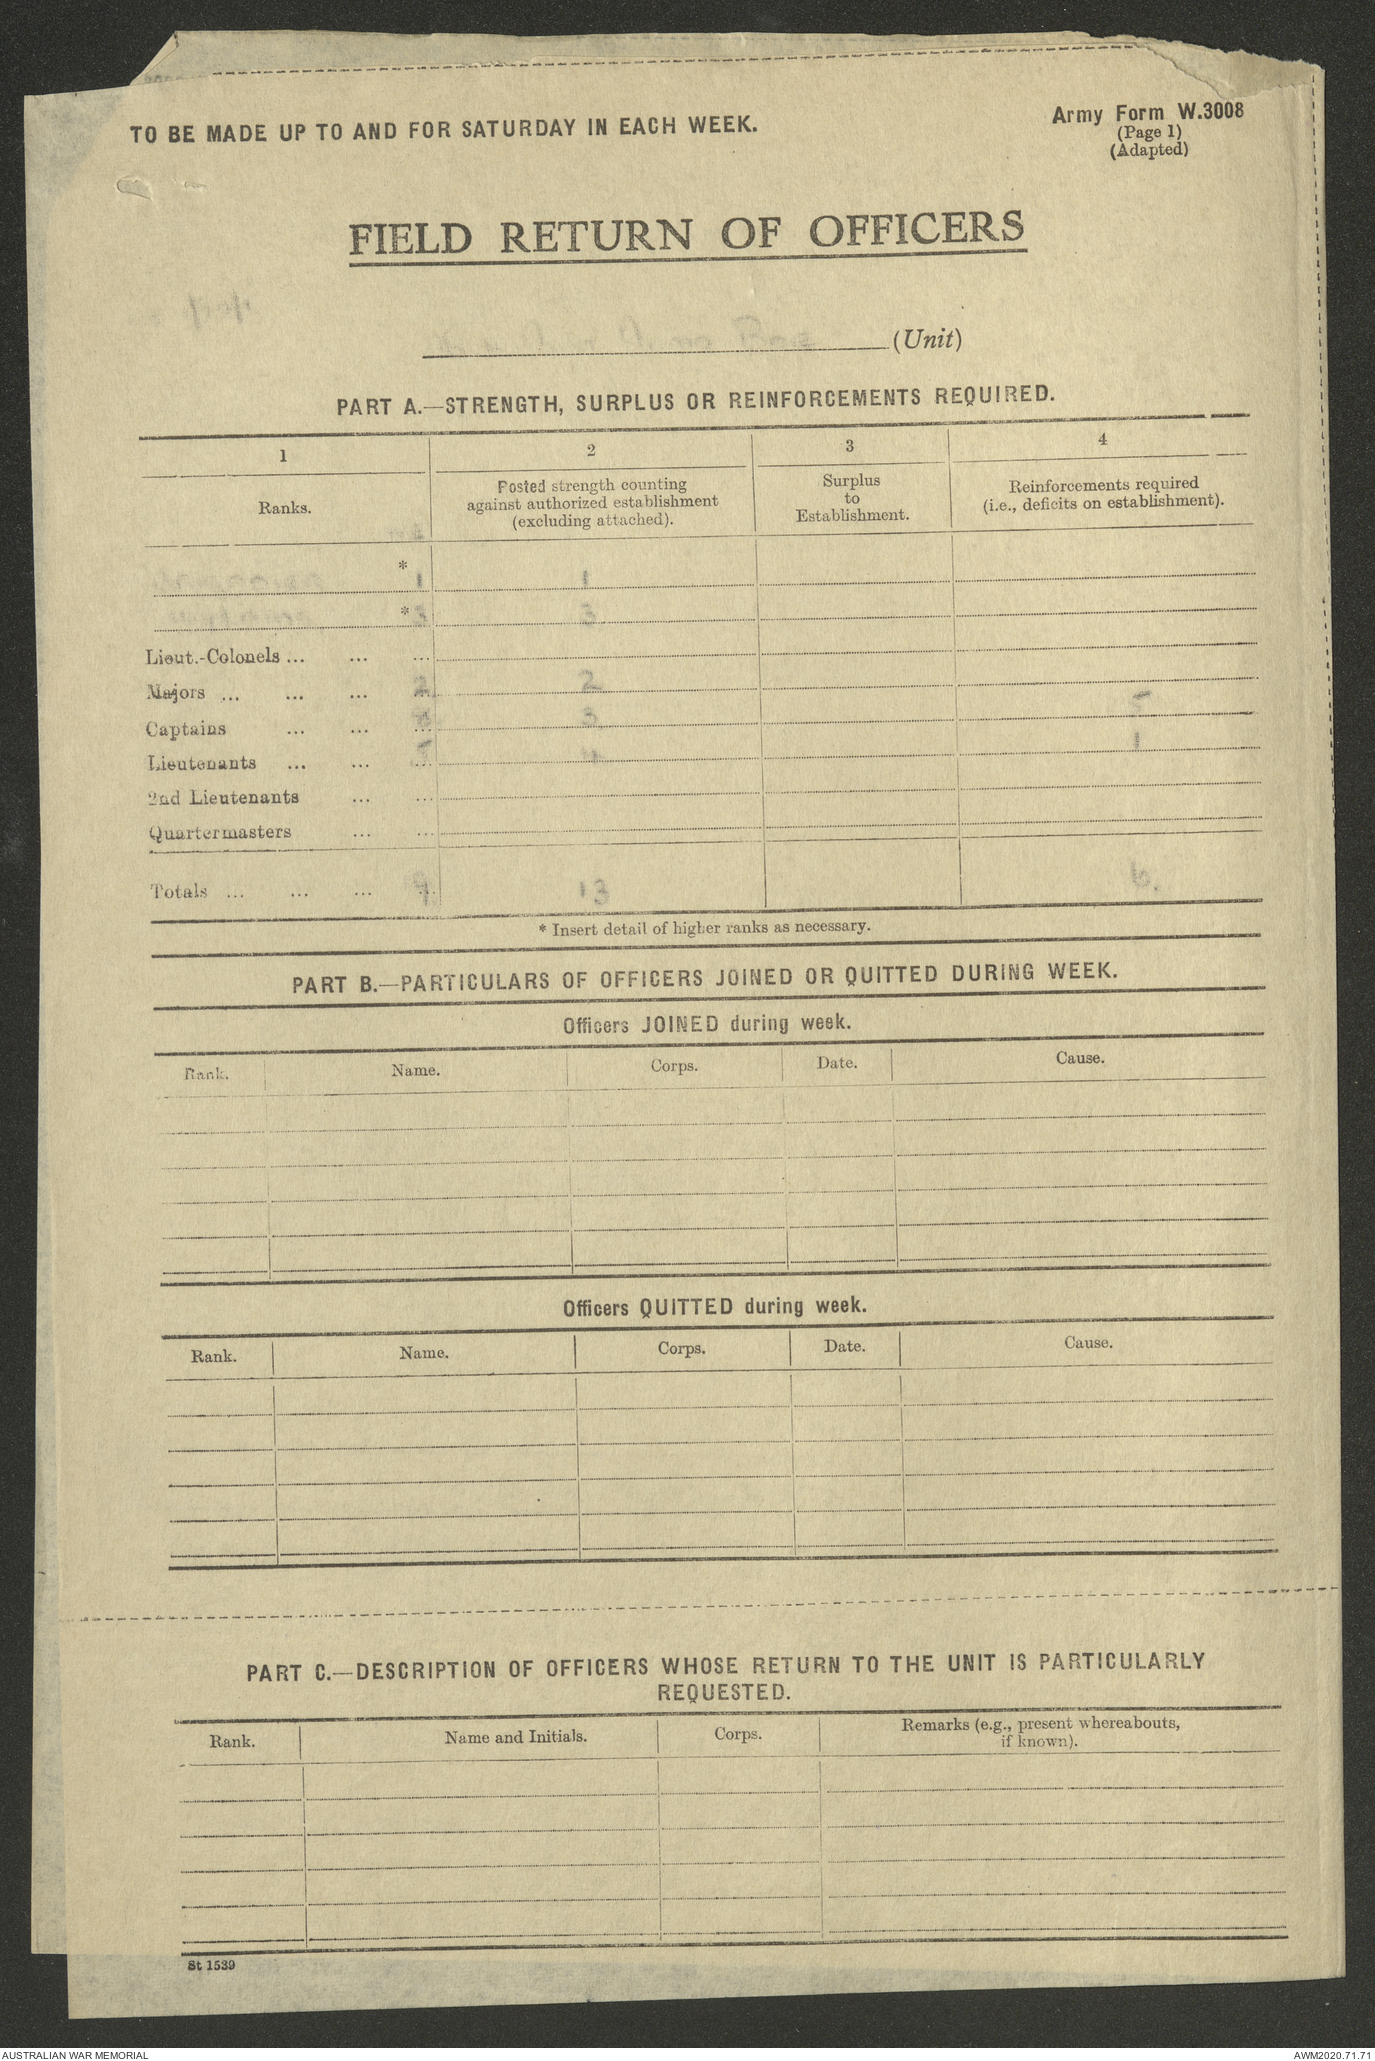 TO BE MADE UP TO AND FOR SATURDAY IN EACH WEEK.
Army Form W.3008
(Page 1)
(Adapted)
FIELD RETURN OF OFFICERS
(Unit)
PART A.—STRENGTH, SURPLUS OR REINFORCEMENTS REQUIRED.
1 2 3 4
Ranks.
Posted strength counting
against authorized establishment
(excluding attached).
Surplus
to
Establishment.
Reinforcements required
(i.e., deficits on establishment).
* 1 1
* 3 3
Lieut.-Colonels ... ... ...
Majors ... ... ... 2 2
Captains ... ... ... 3 5
Lieutenants ... ... ... 5 4 1
2nd Lieutenants ... ...
Quartermasters ... ...
Totals ... ... ... 13 6.
* Insert detail of higher ranks as necessary.
PART B.—PARTICULARS OF OFFICERS JOINED OR QUITTED DURING WEEK.
Officers JOINED during week.
Rank. Name. Corps. Date. Cause.
Officers QUITTED during week.
Rank. Name. Corps. Date. Cause.
PART C.—DESCRIPTION OF OFFICERS WHOSE RETURN TO THE UNIT IS PARTICULARLY
REQUESTED.
Rank. Name and Initials. Corps.
Remarks (e.g., present whereabouts,
if known).
St 1539
AUSTRALIAN WAR MEMORIAL
AWM2020.71.71